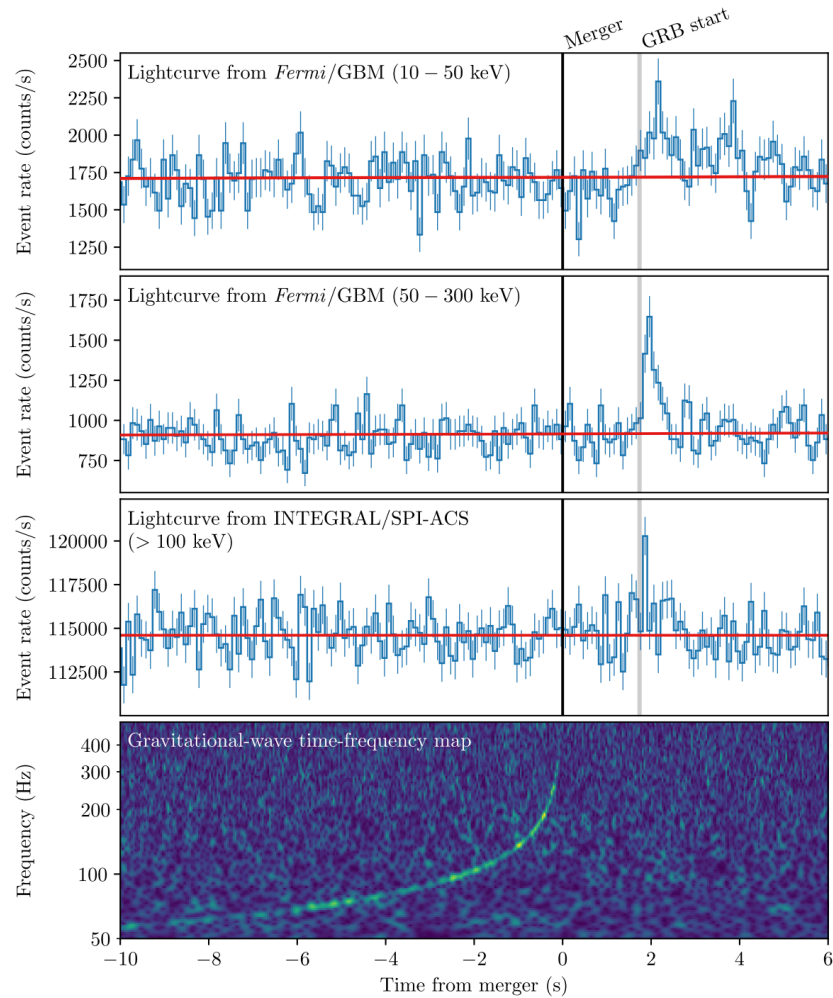 Merger
GRB start
Lightcurve from Fermi/GBM (10 − 50 keV)
Event rate (counts/s)
2500
2250
2000
1750
1500
1250
Lightcurve from Fermi/GBM (50 − 300 keV)
Event rate (counts/s)
1750
1500
1250
1000
750
Lightcurve from INTEGRAL/SPI-ACS
(> 100 keV)
Event rate (counts/s)
120000
117500
115000
112500
Gravitational-wave time-frequency map
Frequency (Hz)
400
300
200
100
50
−10 −8 −6 −4 −2 0 2 4 6
Time from merger (s)